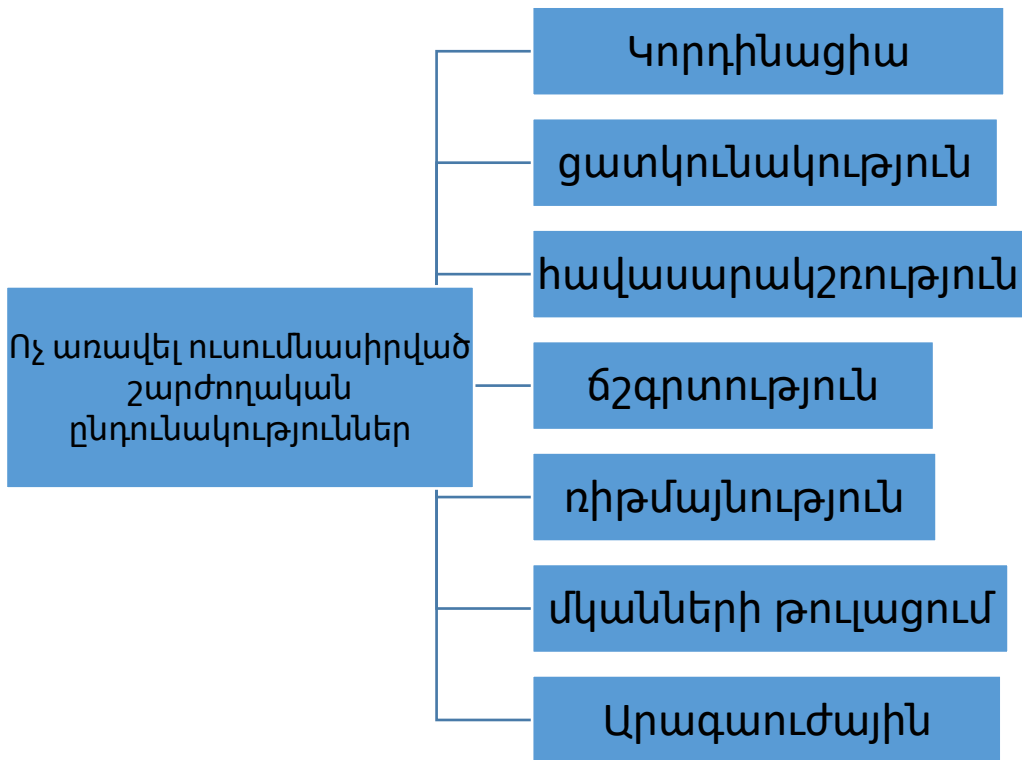 Կորդինացիա
ցատկունակություն
հավասարակշռություն
Ոչ առավել ուսումնասիրված
շարժողական
ընդունակություններ
ճշգրտություն
ռիթմայնություն
մկանների թուլացում
Արագաուժային